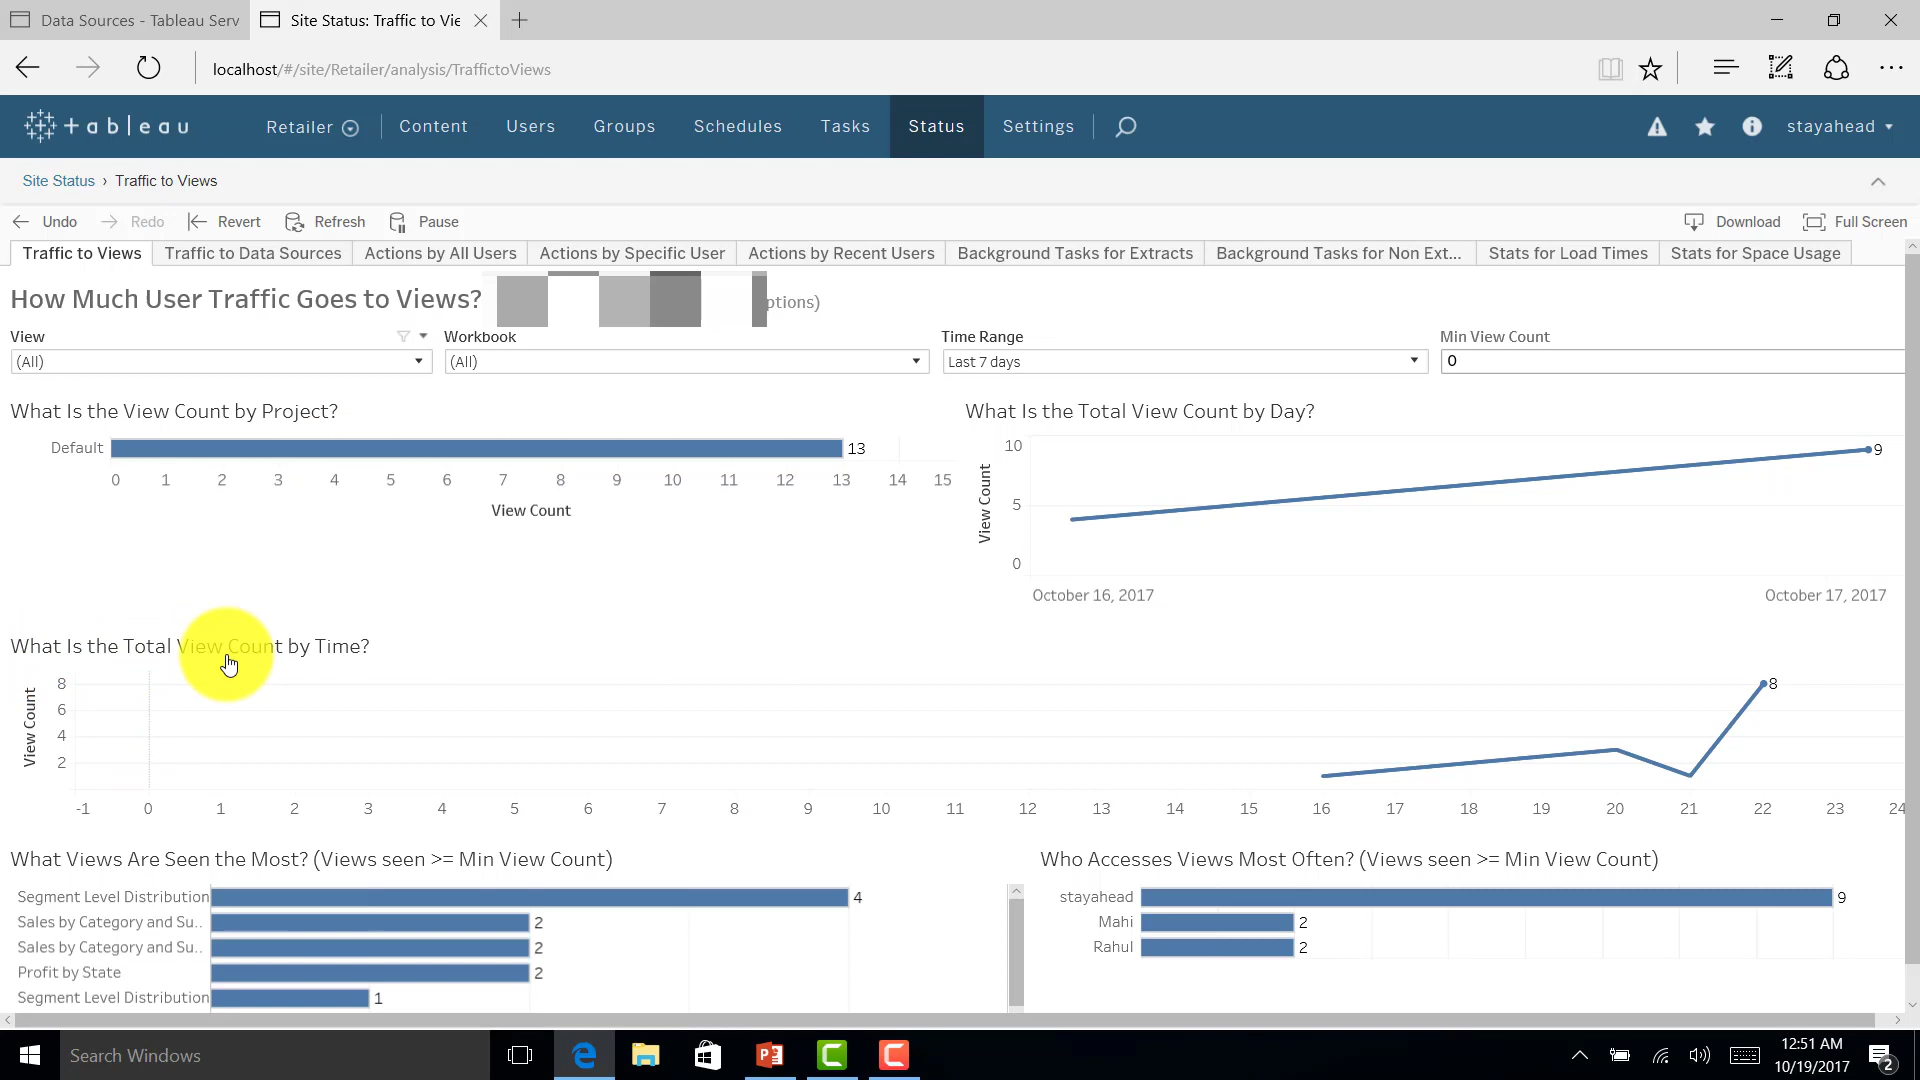 Data Sources - Tableau Serv
Site Status: Traffic to Vie
localhost/#/site/Retailer/analysis/TraffictoViews
+ a b l e a u
Retailer Content Users Groups Schedules Tasks Status Settings stayahead
Site Status › Traffic to Views
Undo Redo Revert Refresh Pause Download Full Screen
Traffic to Views Traffic to Data Sources Actions by All Users Actions by Specific User Actions by Recent Users Background Tasks for Extracts Background Tasks for Non Ext... Stats for Load Times Stats for Space Usage
How Much User Traffic Goes to Views? ptions)
View Workbook Time Range Min View Count
(All) (All) Last 7 days 0
What Is the View Count by Project?
Default 13
0 1 2 3 4 5 6 7 8 9 10 11 12 13 14 15
View Count
What Is the Total View Count by Day?
View Count
10
5
0
9
October 16, 2017 October 17, 2017
What Is the Total View Count by Time?
View Count
8
6
4
2
8
-1 0 1 2 3 4 5 6 7 8 9 10 11 12 13 14 15 16 17 18 19 20 21 22 23 24
What Views Are Seen the Most? (Views seen >= Min View Count)
Segment Level Distribution 4
Sales by Category and Su.. 2
Sales by Category and Su.. 2
Profit by State 2
Segment Level Distribution 1
Who Accesses Views Most Often? (Views seen >= Min View Count)
stayahead 9
Mahi 2
Rahul 2
Search Windows
12:51 AM
10/19/2017
2